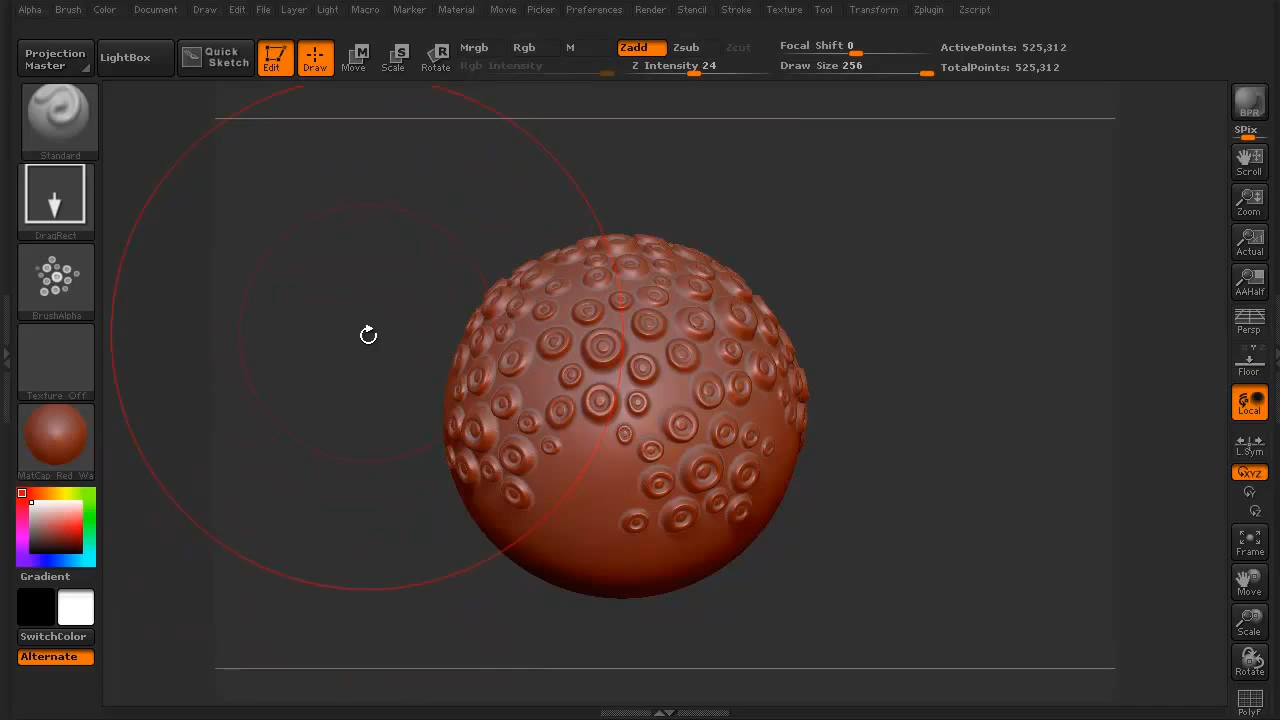 Alpha Brush Color Document Draw Edit File Layer Light Macro Marker Material Movie Picker Preferences Render Stencil Stroke Texture Tool Transform Zplugin Zscript
Projection Master
LightBox
Quick Sketch
Edit
Draw
Move
Scale
Rotate
Mrgb Rgb M Zadd Zsub Zcut
Rgb Intensity Z Intensity 24
Focal Shift 0
Draw Size 256
ActivePoints: 525,312
TotalPoints: 525,312
Standard
DragRect
BrushAlpha
Texture Off
MatCap Red Wa
Gradient
SwitchColor
Alternate
BPR
SPix
Scroll
Zoom
Actual
AAHalf
Persp
Floor
Local
L.Sym
XYZ
Y
Z
Frame
Move
Scale
Rotate
PolyF
M
S
R